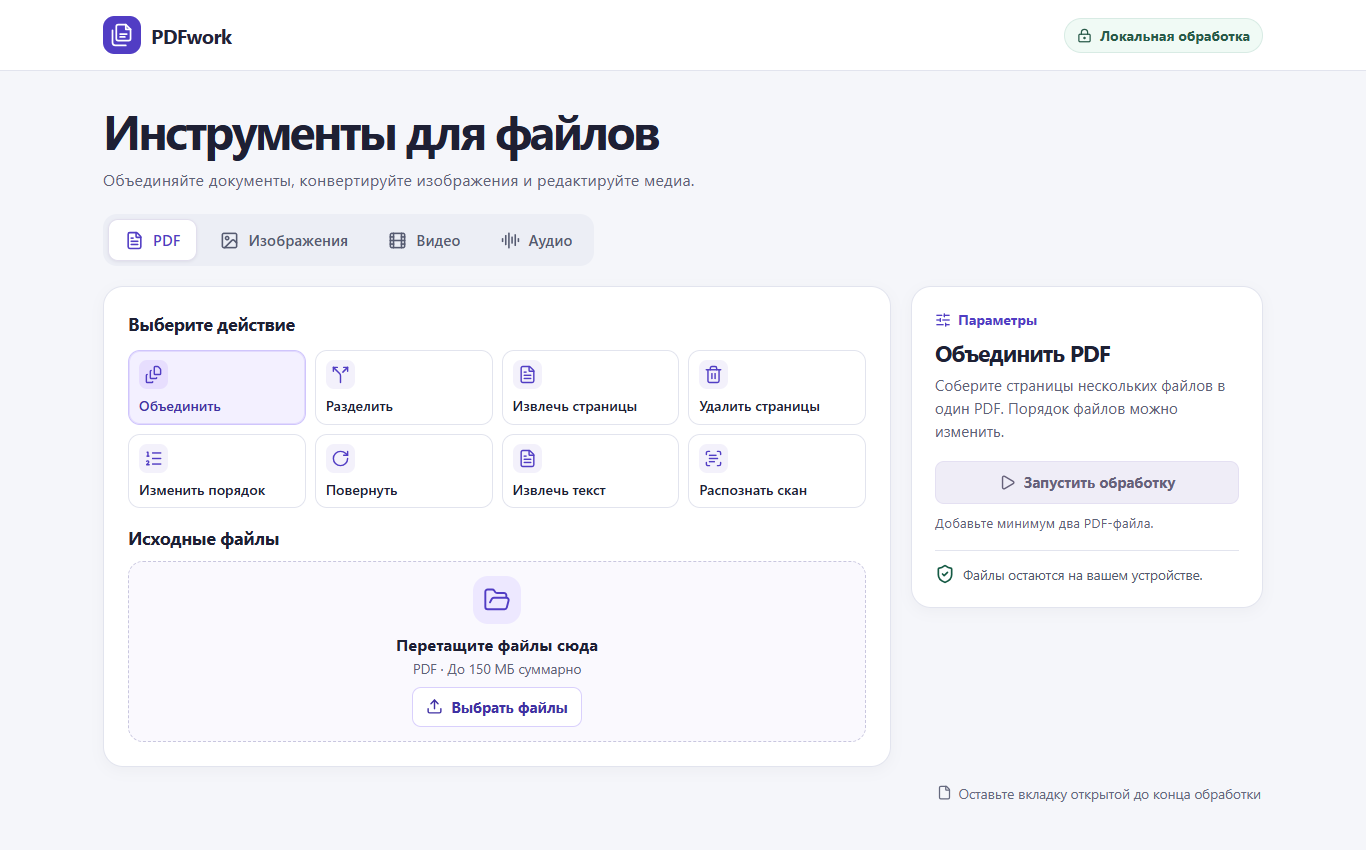 PDFwork
Локальная обработка
Инструменты для файлов
Объединяйте документы, конвертируйте изображения и редактируйте медиа.
PDF
Изображения
Видео
Аудио
Выберите действие
Объединить
Разделить
Извлечь страницы
Удалить страницы
Изменить порядок
Повернуть
Извлечь текст
Распознать скан
Исходные файлы
Перетащите файлы сюда
PDF · До 150 МБ суммарно
Выбрать файлы
Параметры
Объединить PDF
Соберите страницы нескольких файлов в
один PDF. Порядок файлов можно
изменить.
Запустить обработку
Добавьте минимум два PDF-файла.
Файлы остаются на вашем устройстве.
Оставьте вкладку открытой до конца обработки